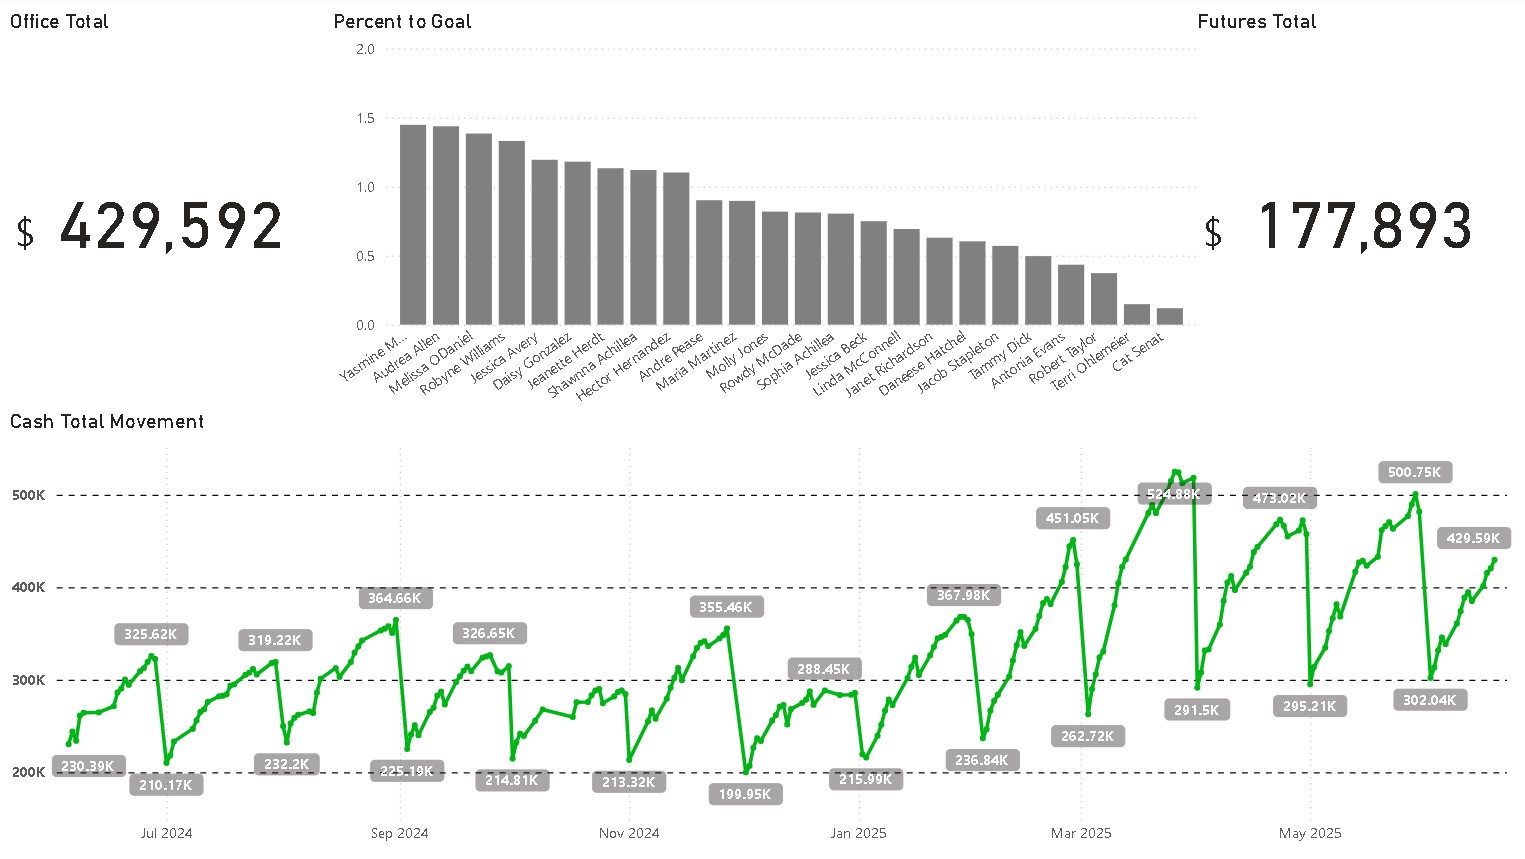 Office Total
$ 429,592
Percent to Goal
2.0
1.5
1.0
0.5
0.0
Yasmine M...
Audrea Allen
Melissa ODaniel
Robyne Williams
Jessica Avery
Daisy Gonzalez
Jeanette Herdt
Shawnna Achillea
Hector Hernandez
Andre Pease
Maria Martinez
Molly Jones
Rowdy McDade
Sophia Achillea
Jessica Beck
Linda McConnell
Janet Richardson
Daneese Hatchel
Jacob Stapleton
Tammy Dick
Antonia Evans
Robert Taylor
Terri Ohlemeier
Cat Senat
Futures Total
$ 177,893
Cash Total Movement
500K
400K
300K
200K
230.39K
325.62K
210.17K
319.22K
232.2K
364.66K
225.19K
326.65K
214.81K
213.32K
355.46K
199.95K
288.45K
215.99K
367.98K
236.84K
451.05K
262.72K
524.88K
291.5K
473.02K
295.21K
500.75K
302.04K
429.59K
Jul 2024
Sep 2024
Nov 2024
Jan 2025
Mar 2025
May 2025